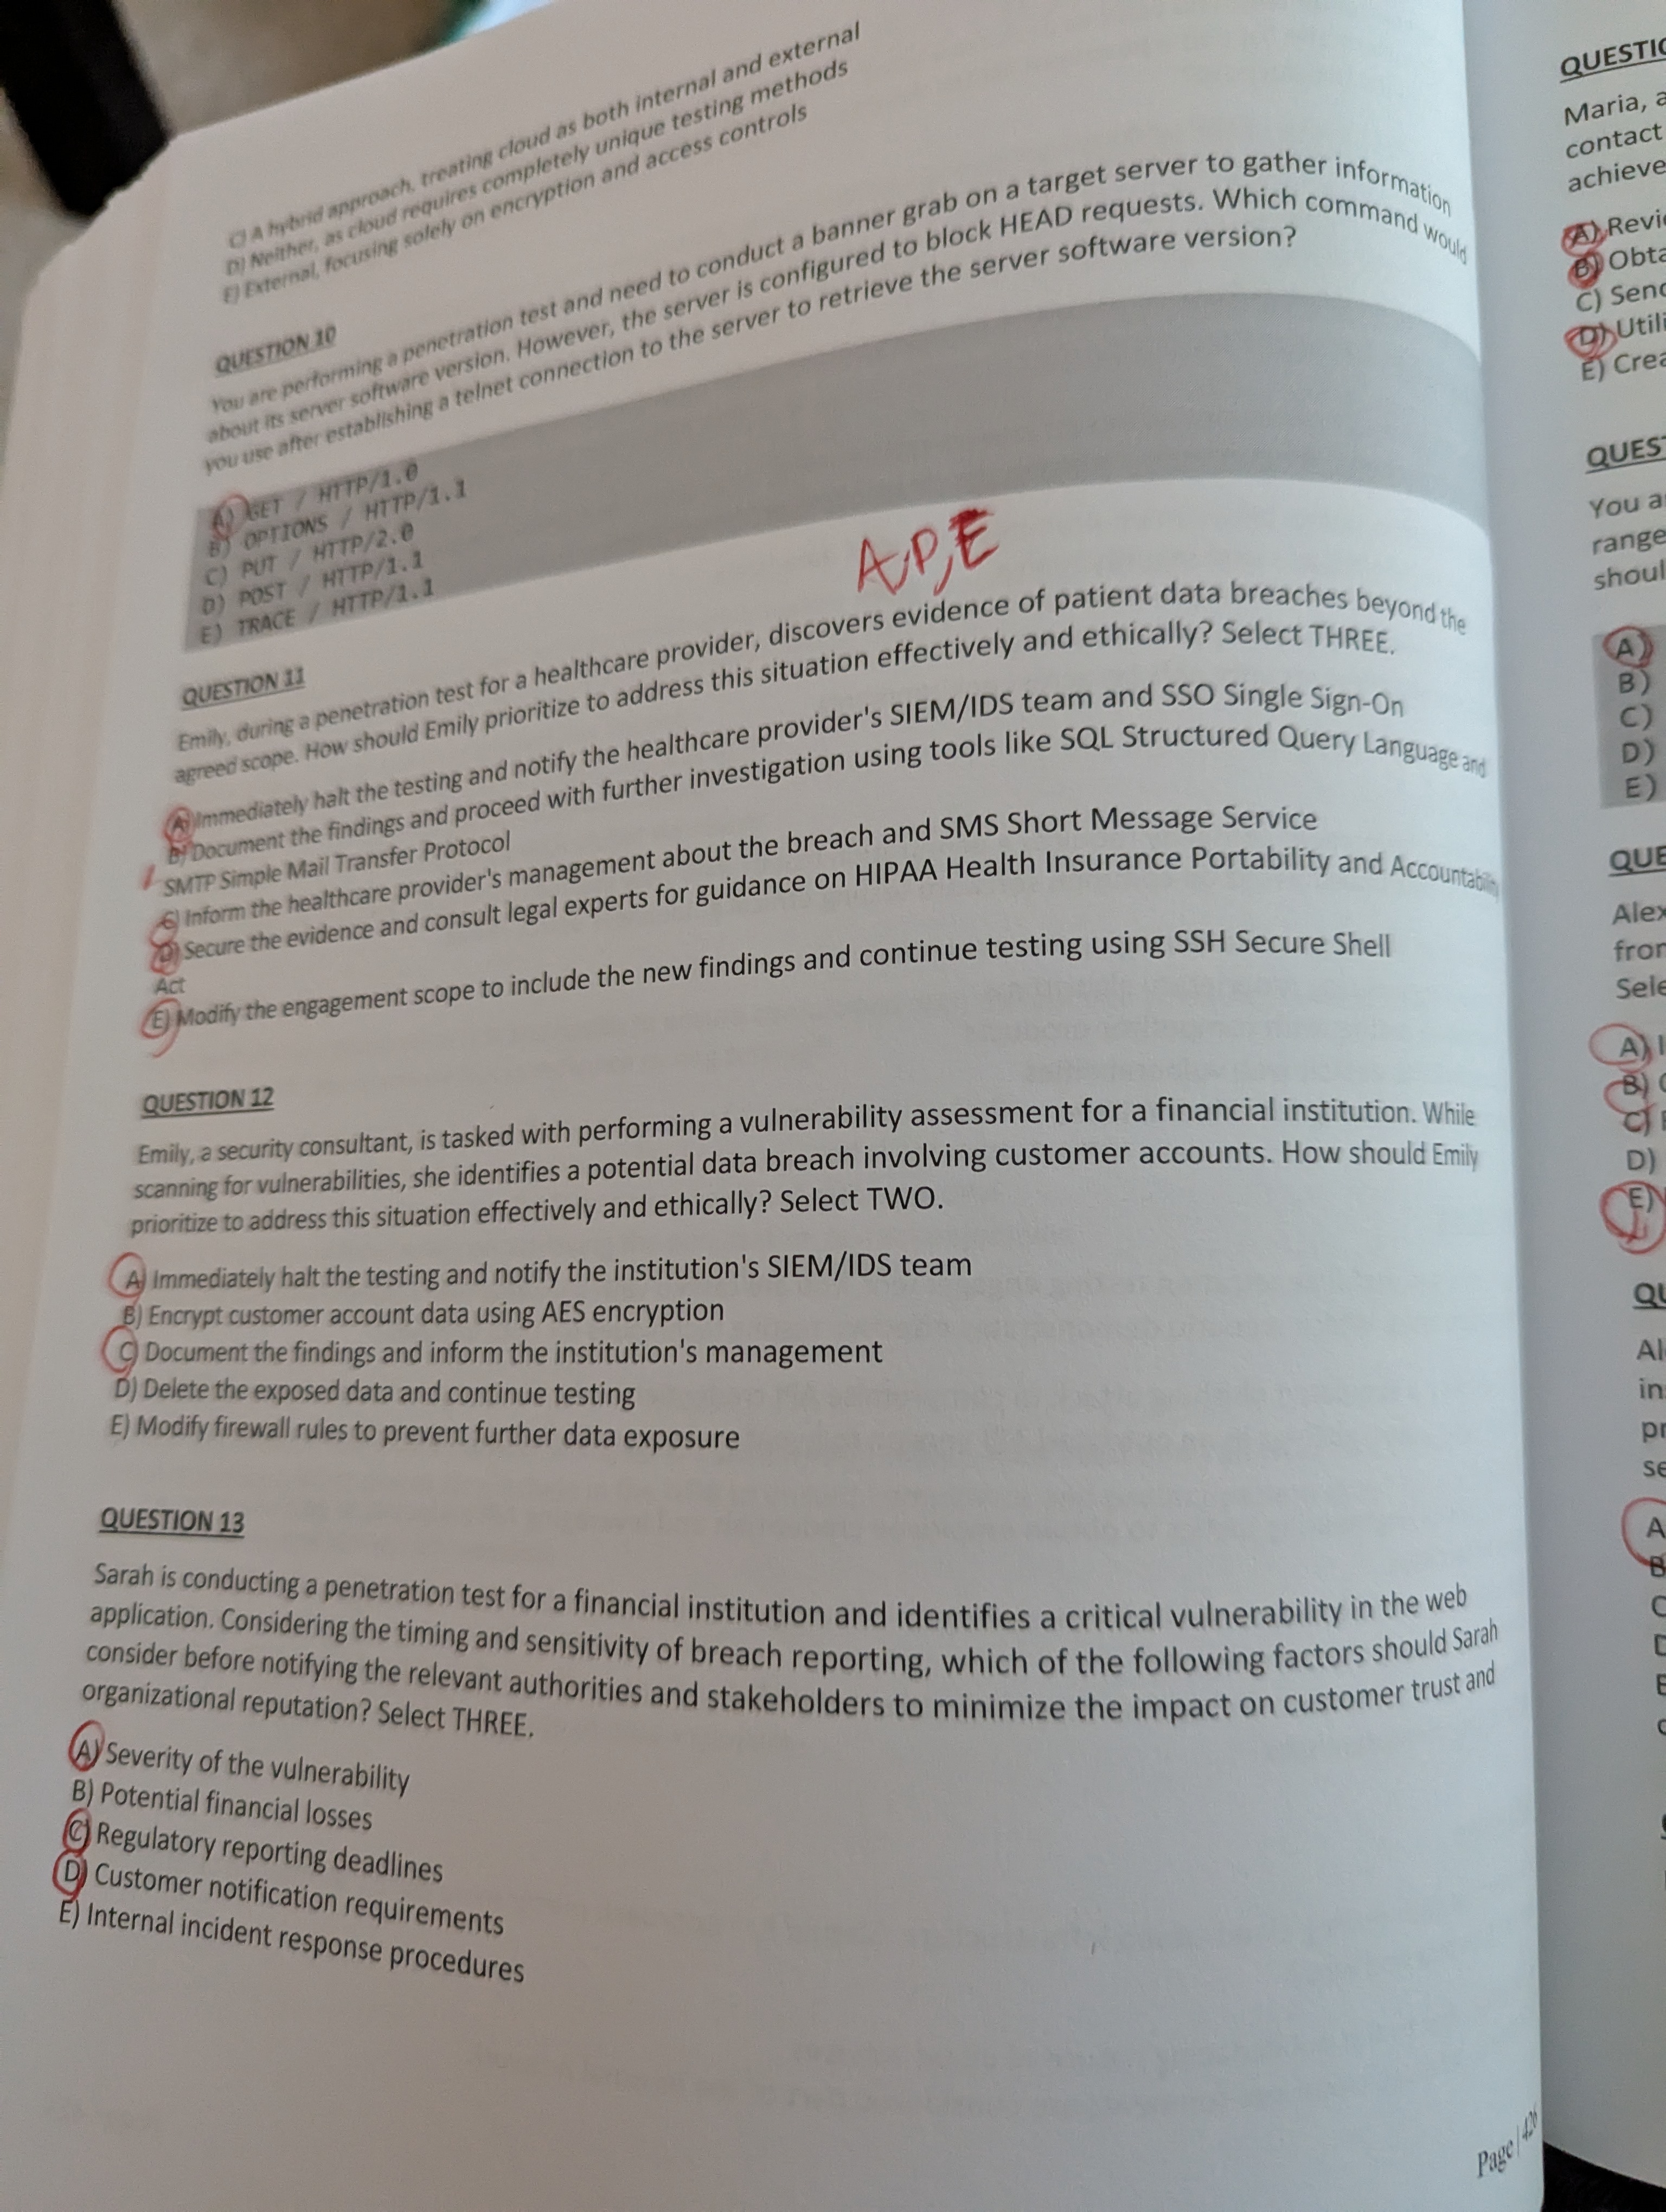 C) A hybrid approach, treating cloud as both internal and external
D) Neither, as cloud requires completely unique testing methods
E) External, focusing solely on encryption and access controls
QUESTION 10
You are performing a penetration test and need to conduct a banner grab on a target server to gather information
about its server software version. However, the server is configured to block HEAD requests. Which command would
you use after establishing a telnet connection to the server to retrieve the server software version?
A) GET / HTTP/1.0
B) OPTIONS / HTTP/1.1
C) PUT / HTTP/2.0
D) POST / HTTP/1.1
E) TRACE / HTTP/1.1
A,D,E
QUESTION 11
Emily, during a penetration test for a healthcare provider, discovers evidence of patient data breaches beyond the
agreed scope. How should Emily prioritize to address this situation effectively and ethically? Select THREE.
A) Immediately halt the testing and notify the healthcare provider's SIEM/IDS team and SSO Single Sign-On
B) Document the findings and proceed with further investigation using tools like SQL Structured Query Language and
SMTP Simple Mail Transfer Protocol
C) Inform the healthcare provider's management about the breach and SMS Short Message Service
D) Secure the evidence and consult legal experts for guidance on HIPAA Health Insurance Portability and Accountability
Act
E) Modify the engagement scope to include the new findings and continue testing using SSH Secure Shell
QUESTION 12
Emily, a security consultant, is tasked with performing a vulnerability assessment for a financial institution. While
scanning for vulnerabilities, she identifies a potential data breach involving customer accounts. How should Emily
prioritize to address this situation effectively and ethically? Select TWO.
A) Immediately halt the testing and notify the institution's SIEM/IDS team
B) Encrypt customer account data using AES encryption
C) Document the findings and inform the institution's management
D) Delete the exposed data and continue testing
E) Modify firewall rules to prevent further data exposure
QUESTION 13
Sarah is conducting a penetration test for a financial institution and identifies a critical vulnerability in the web
application. Considering the timing and sensitivity of breach reporting, which of the following factors should Sarah
consider before notifying the relevant authorities and stakeholders to minimize the impact on customer trust and
organizational reputation? Select THREE.
A) Severity of the vulnerability
B) Potential financial losses
C) Regulatory reporting deadlines
D) Customer notification requirements
E) Internal incident response procedures
Page | 426
Maria, a
contact
achieve
A)
B)
C)
D)
E)
You a
range
A)
B)
C)
D)
E)
Alex
A)
B)
C)
D)
E)
in